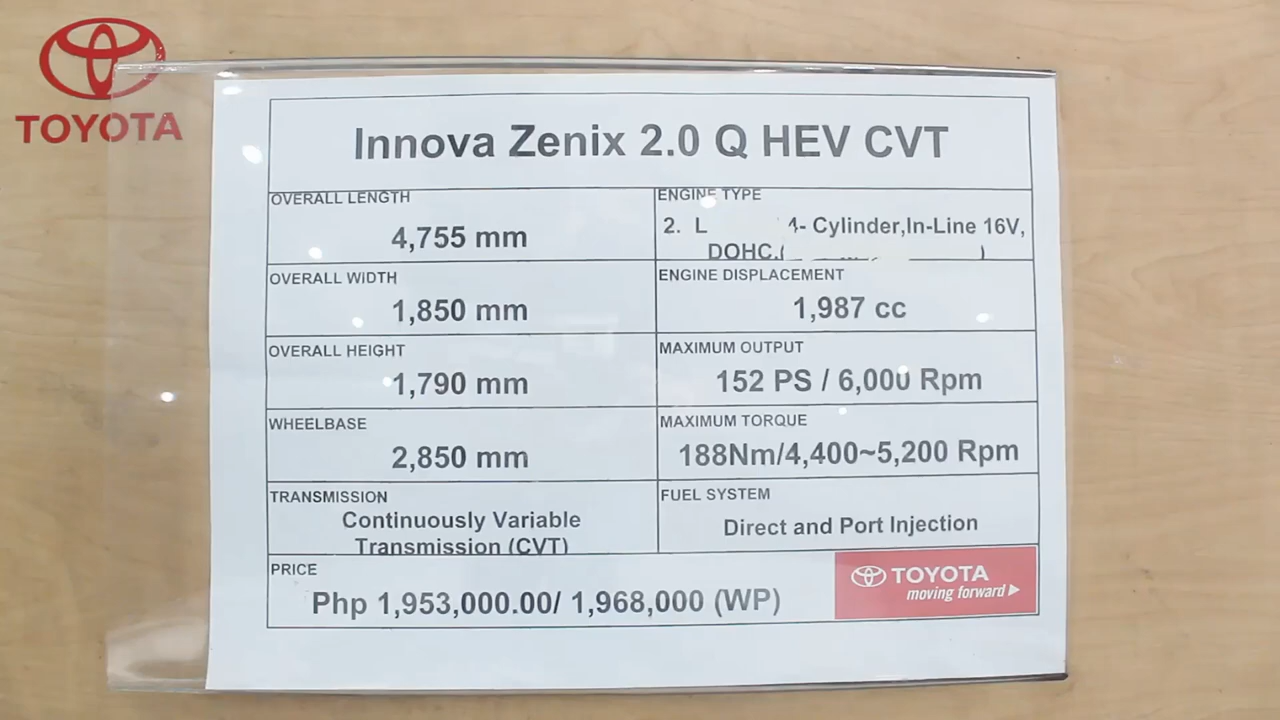 TOYOTA
Innova Zenix 2.0 Q HEV CVT
OVERALL LENGTH
4,755 mm
ENGINE TYPE
2. L 4- Cylinder,In-Line 16V,
DOHC,( )
OVERALL WIDTH
1,850 mm
ENGINE DISPLACEMENT
1,987 cc
OVERALL HEIGHT
1,790 mm
MAXIMUM OUTPUT
152 PS / 6,000 Rpm
WHEELBASE
2,850 mm
MAXIMUM TORQUE
188Nm/4,400~5,200 Rpm
TRANSMISSION
Continuously Variable
Transmission (CVT)
FUEL SYSTEM
Direct and Port Injection
PRICE
Php 1,953,000.00/ 1,968,000 (WP)
TOYOTA
moving forward